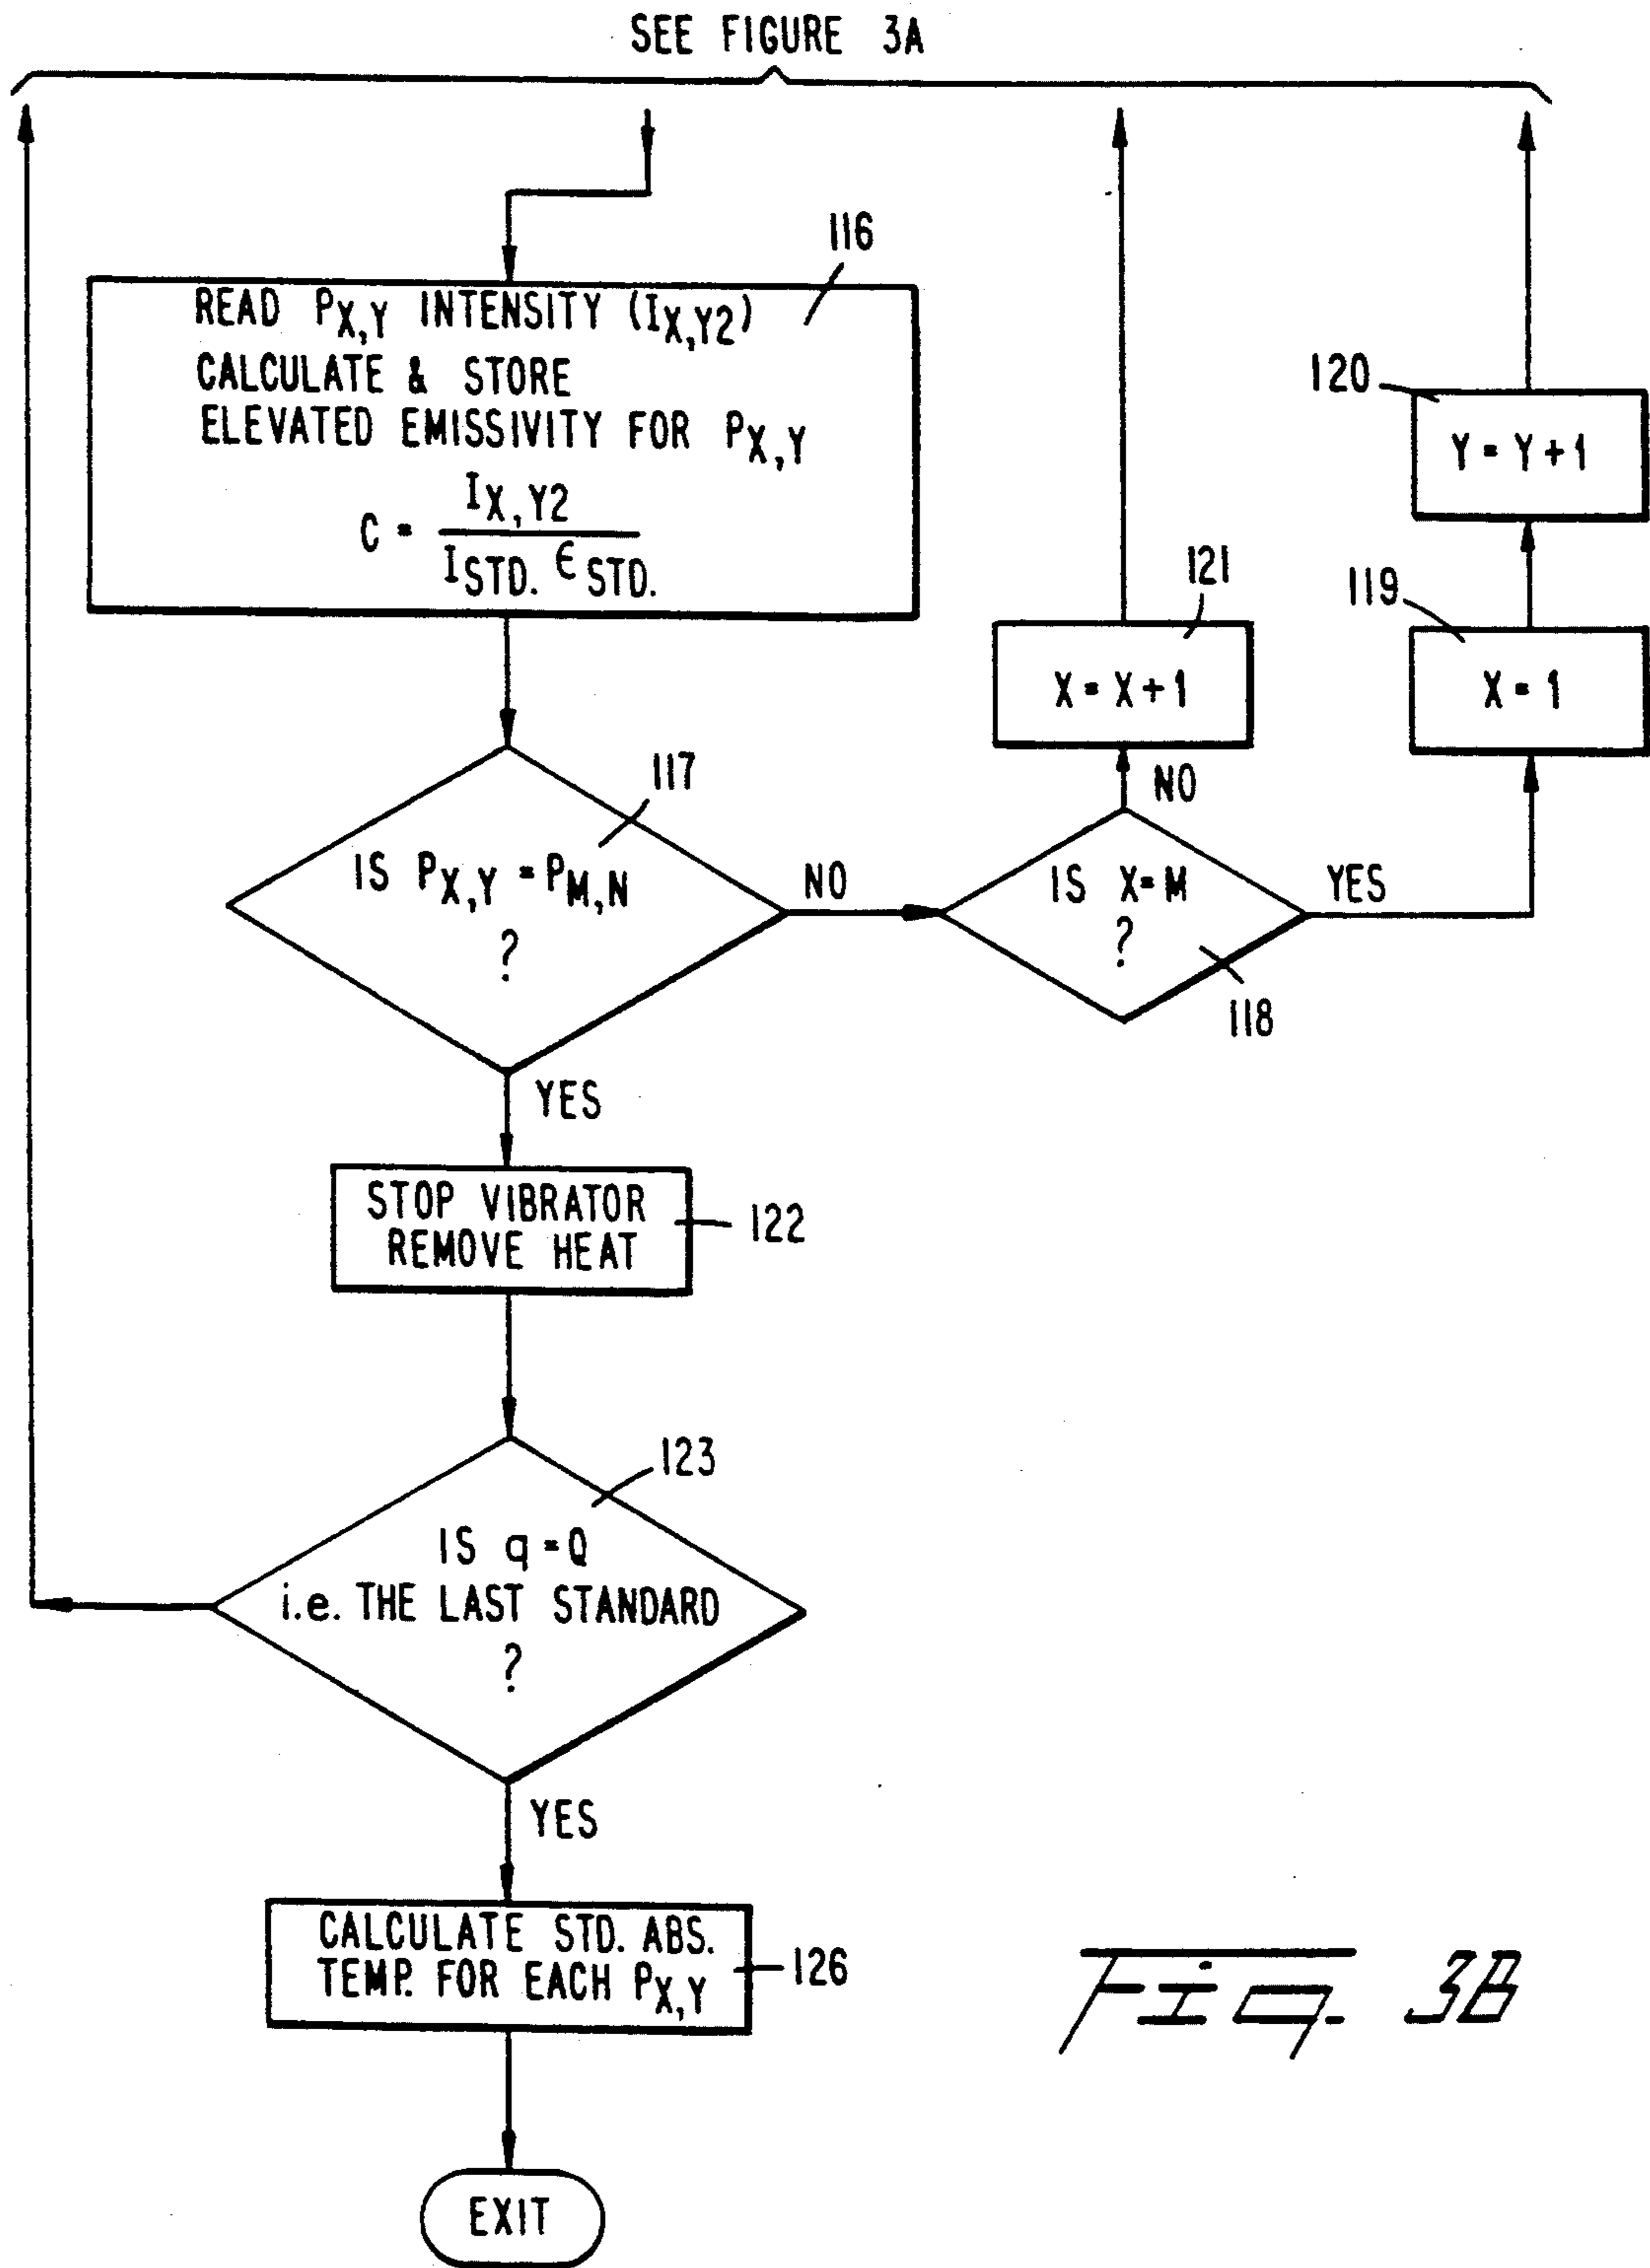 SEE FIGURE 3A
116
READ PX,Y INTENSITY (IX,Y2)
CALCULATE & STORE
ELEVATED EMISSIVITY FOR PX,Y
C = IX,Y2 / ISTD. ϵSTD.
120
Y = Y + 1
119
X = 1
121
X = X + 1
NO
117
IS PX,Y = PM,N
?
NO
IS X = M
?
YES
118
YES
STOP VIBRATOR
REMOVE HEAT
122
123
IS q = Q
i.e. THE LAST STANDARD
?
YES
CALCULATE STD. ABS.
TEMP. FOR EACH PX,Y
126
EXIT
Fig. 3B